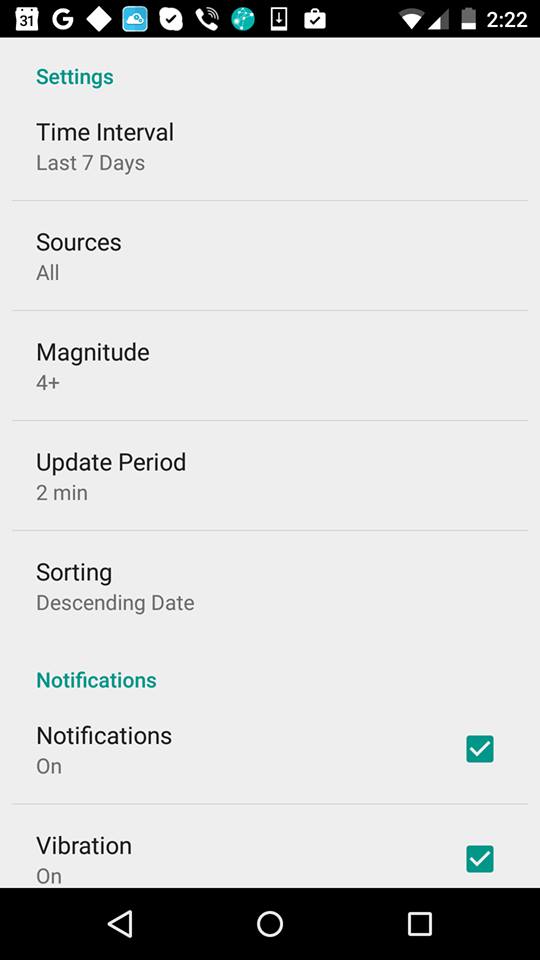 31 G 2:22
Settings
Time Interval
Last 7 Days
Sources
All
Magnitude
4+
Update Period
2 min
Sorting
Descending Date
Notifications
Notifications
On
Vibration
On